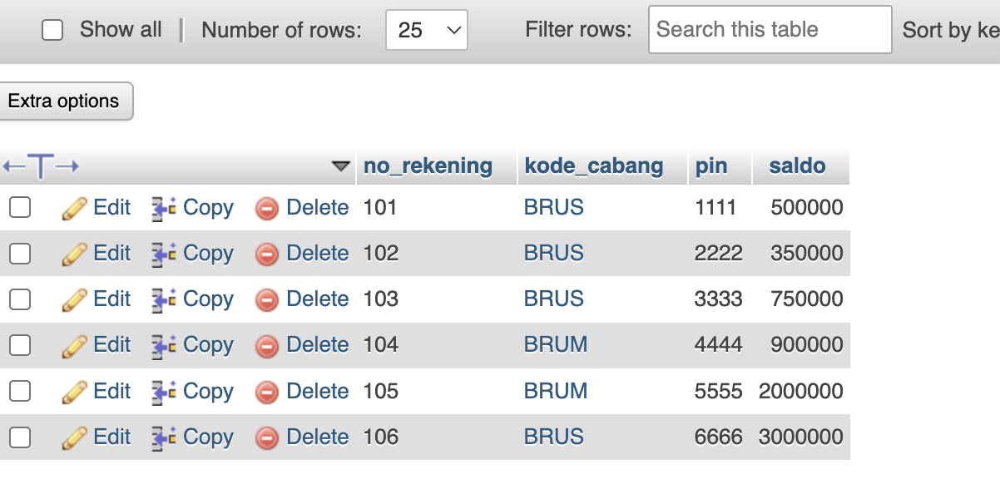 Show all | Number of rows: 25 Filter rows: Search this table Sort by ke
Extra options
no_rekening kode_cabang pin saldo
Edit Copy Delete 101 BRUS 1111 500000
Edit Copy Delete 102 BRUS 2222 350000
Edit Copy Delete 103 BRUS 3333 750000
Edit Copy Delete 104 BRUM 4444 900000
Edit Copy Delete 105 BRUM 5555 2000000
Edit Copy Delete 106 BRUS 6666 3000000